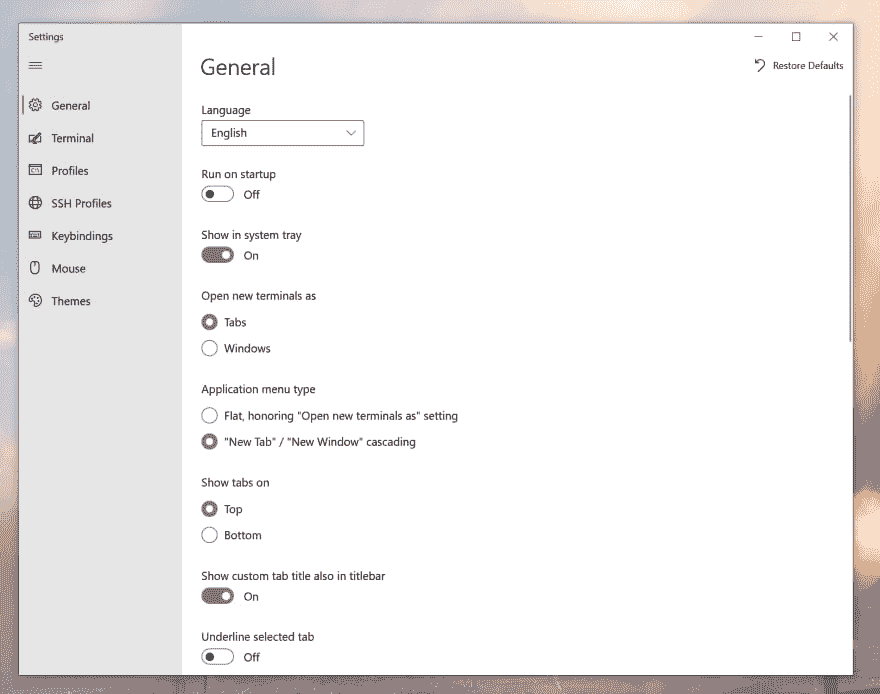 Settings
General
Restore Defaults
General
Terminal
Profiles
SSH Profiles
Keybindings
Mouse
Themes
Language
English
Run on startup
Off
Show in system tray
On
Open new terminals as
Tabs
Windows
Application menu type
Flat, honoring "Open new terminals as" setting
"New Tab" / "New Window" cascading
Show tabs on
Top
Bottom
Show custom tab title also in titlebar
On
Underline selected tab
Off